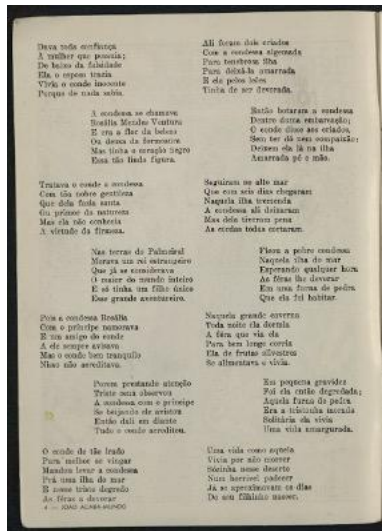 Dava toda confiança
A mulher que possuia;
De baixo da falsidade
Ela o esposo trazia
Vivia o conde inocente
Porque de nada sabia.
A condessa se chamava
Rosália Mendes Ventura
E era a flor da beleza
Ou deusa da formosura
Mas tinha o coração negro
Essa tão linda figura.
Tratava o conde a condessa
Com tão nobre gentileza
Que dela fazia santa
Ou primor da natureza
Mas ela não conhecia
A virtude da firmeza.
Nas terras do Palmeiral
Morava um rei estrangeiro
Que já se considerava
O maior do mundo inteiro
E só tinha um filho único
Esse grande aventureiro.
Pois a condessa Rosália
Com o príncipe namorava
E um amigo do conde
A ele sempre avisava
Mas o conde bem tranquilo
Nisso não acreditava.
Porém prestando atenção
Triste cena observou
A condessa com o príncipe
Se beijando ele avistou
Então dali em diante
Tudo o conde acreditou.
O conde de tão irado
Para melhor se vingar
Mandou levar a condessa
Prá uma ilha do mar
E nesse triste degredo
As féras a devorar
4 — JOÃO ACABA-MUNDO
Ali foram dois criados
Com a condessa algemada
Para tenebrosa ilha
Para deixá-la amarrada
E ela pelos leões
Tinha de ser devorada.
Então botaram a condessa
Dentro duma embarcação;
O conde disse aos criados,
Sem ter dó nem compaixão:
Deixem ela lá na ilha
Amarrada pé e mão.
Seguiram no alto mar
Que com seis dias chegaram
Naquela ilha tremenda
A condessa ali deixaram
Mas dela tiveram pena
As cordas todas cortaram.
Ficou a pobre condessa
Naquela ilha do mar
Esperando qualquer hora
As féras lhe devorar
Em uma furna de pedra
Que ela foi habitar.
Naquela grande caverna
Toda noite ela dormia
A féra que via ela
Para bem longe corria
Ela de frutas silvestres
Se alimentava e vivia.
Em pequena gravidez
Foi ela então degredada;
Aquela furna de pedra
Era a tristonha morada
Solitária ela vivia
Uma vida amargurada.
Uma vida como aquela
Vivia por não morrer
Sòzinha nesse deserto
Num horrível padecer
Já se aproximavam os dias
Do seu filhinho nascer.